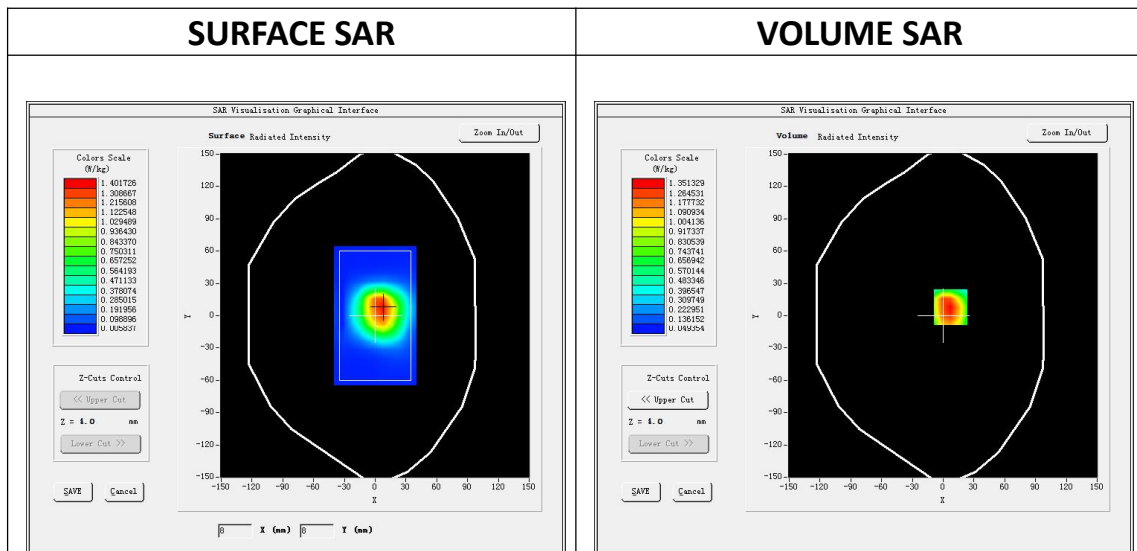 SURFACE SAR
VOLUME SAR
SAR Visualisation Graphical Interface
Surface Radiated Intensity
Zoom In/Out
Colors Scale
(W/kg)
1.401726
1.308667
1.215608
1.122548
1.029489
0.936430
0.843370
0.750311
0.657252
0.564193
0.471133
0.378074
0.285015
0.191956
0.098896
0.005837
150
120
90
60
30
0
-30
-60
-90
-120
-150
Y
-150 -120 -90 -60 -30 0 30 60 90 120 150
X
Z-Cuts Control
<< Upper Cut
Z = 4.0 mm
Lower Cut >>
SAVE Cancel
8 X (mm) 8 Y (mm)
SAR Visualisation Graphical Interface
Volume Radiated Intensity
Zoom In/Out
Colors Scale
(W/kg)
1.351329
1.264531
1.177732
1.090934
1.004136
0.917337
0.830539
0.743741
0.656942
0.570144
0.483346
0.396547
0.309749
0.222951
0.136152
0.049354
150
120
90
60
30
0
-30
-60
-90
-120
-150
Y
-150 -120 -90 -60 -30 0 30 60 90 120 150
X
Z-Cuts Control
<< Upper Cut
Z = 4.0 mm
Lower Cut >>
SAVE Cancel